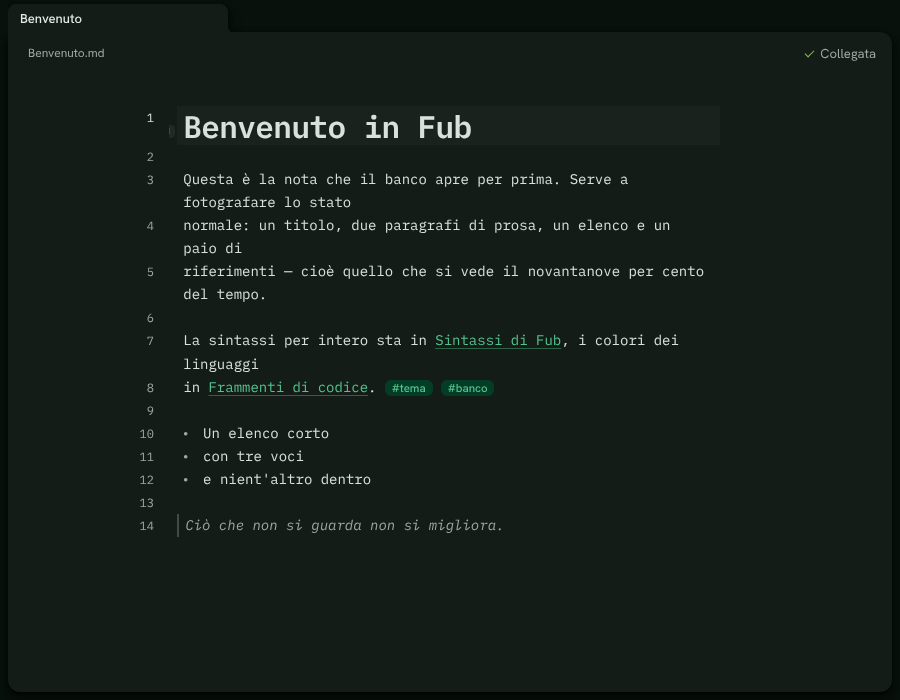 Benvenuto
Benvenuto.md
✓ Collegata
1 Benvenuto in Fub
2
3 Questa è la nota che il banco apre per prima. Serve a
fotografare lo stato
4 normale: un titolo, due paragrafi di prosa, un elenco e un
paio di
5 riferimenti — cioè quello che si vede il novantanove per cento
del tempo.
6
7 La sintassi per intero sta in Sintassi di Fub, i colori dei
linguaggi
8 in Frammenti di codice. #tema #banco
9
10 • Un elenco corto
11 • con tre voci
12 • e nient'altro dentro
13
14 Ciò che non si guarda non si migliora.